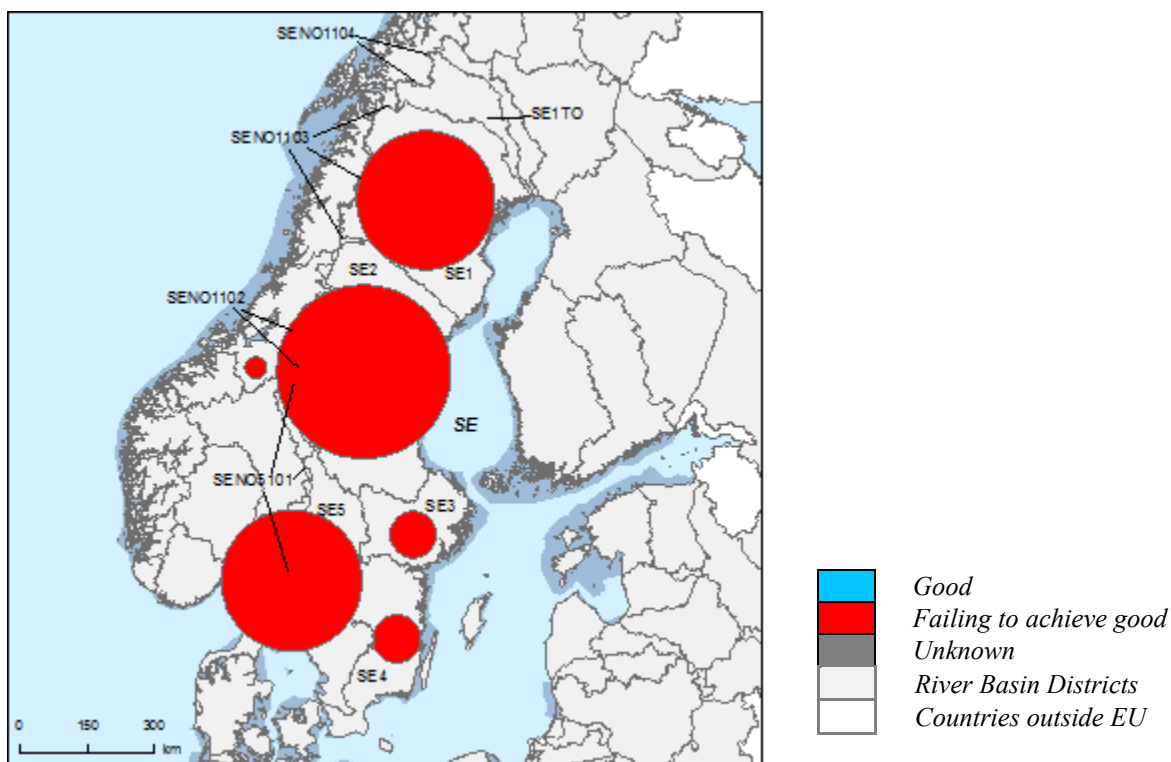 SENO1104
SE1TO
SENO1103
SE2
SE1
SENO1102
SE
SENO5101
SE5
SE3
SE4
0 150 300
km
Good
Failing to achieve good
Unknown
River Basin Districts
Countries outside EU